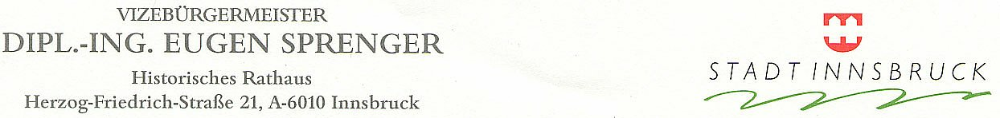 VIZEBÜRGERMEISTER
DIPL.-ING. EUGEN SPRENGER
Historisches Rathaus
Herzog-Friedrich-Straße 21, A-6010 Innsbruck
STADT INNSBRUCK